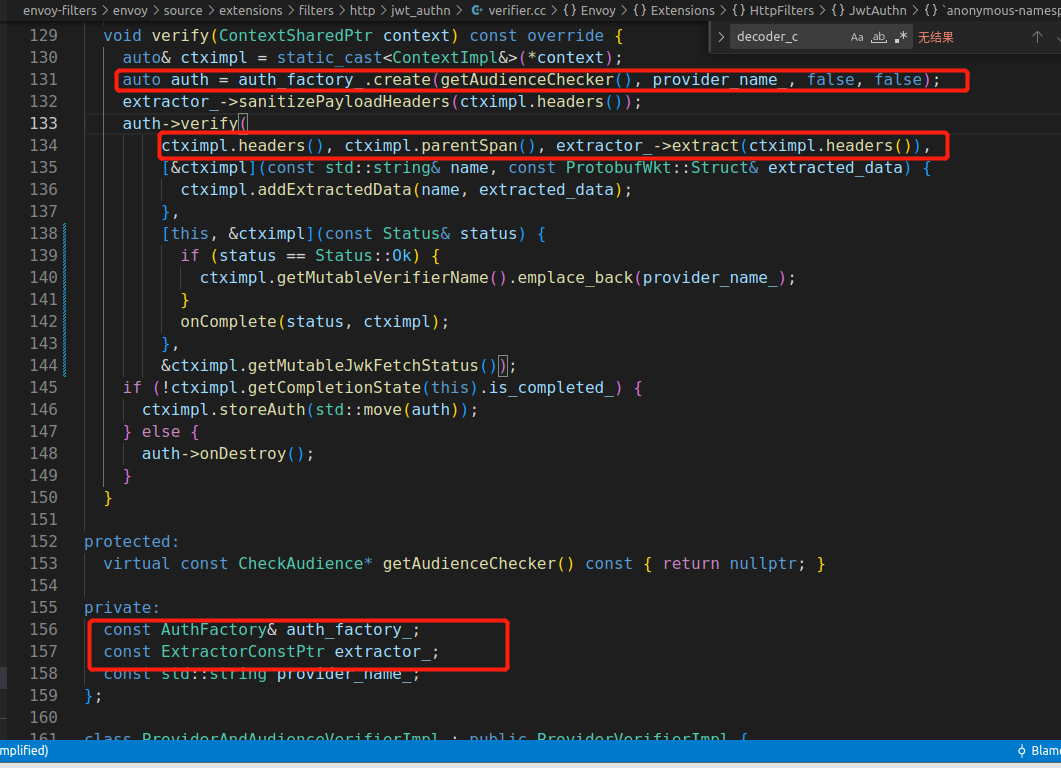 envoy-filters > envoy > source > extensions > filters > http > jwt_authn > verifier.cc > {} Envoy > {} Extensions > {} HttpFilters > {} JwtAuthn > {} `anonymous-namesp
decoder_c Aa ab .* 无结果
129 void verify(ContextSharedPtr context) const override {
130 auto& ctximpl = static_cast<ContextImpl&>(*context);
131 auto auth = auth_factory_.create(getAudienceChecker(), provider_name_, false, false);
132 extractor_->sanitizePayloadHeaders(ctximpl.headers());
133 auth->verify(
134 ctximpl.headers(), ctximpl.parentSpan(), extractor_->extract(ctximpl.headers()),
135 [&ctximpl](const std::string& name, const ProtobufWkt::Struct& extracted_data) {
136 ctximpl.addExtractedData(name, extracted_data);
137 },
138 [this, &ctximpl](const Status& status) {
139 if (status == Status::Ok) {
140 ctximpl.getMutableVerifierName().emplace_back(provider_name_);
141 }
142 onComplete(status, ctximpl);
143 },
144 &ctximpl.getMutableJwkFetchStatus());
145 if (!ctximpl.getCompletionState(this).is_completed_) {
146 ctximpl.storeAuth(std::move(auth));
147 } else {
148 auth->onDestroy();
149 }
150 }
151
152 protected:
153 virtual const CheckAudience* getAudienceChecker() const { return nullptr; }
154
155 private:
156 const AuthFactory& auth_factory_;
157 const ExtractorConstPtr extractor_;
158 const std::string provider_name_;
159 };
160
161 class ProviderAndAudienceVerifierImpl : public ProviderVerifierImpl {
mplified) Blame